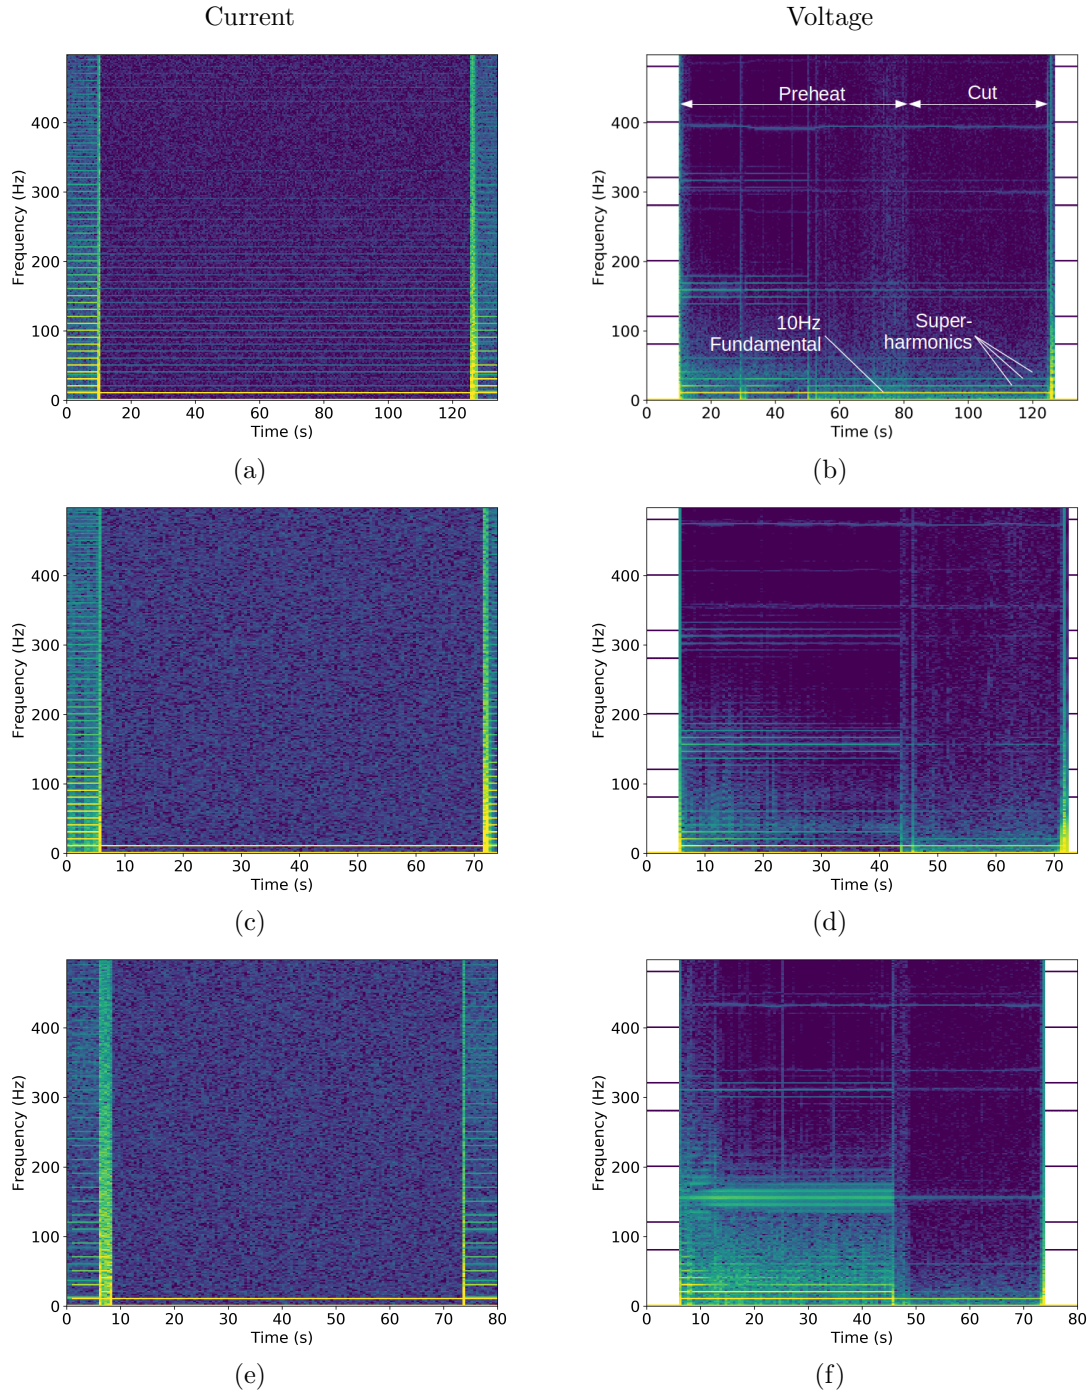 Current Voltage
400
300
200
100
0
Frequency (Hz)
0 20 40 60 80 100 120
Time (s)
(a)
400
300
200
100
0
Frequency (Hz)
Preheat
Cut
10Hz
Fundamental
Super-
harmonics
0 20 40 60 80 100 120
Time (s)
(b)
400
300
200
100
0
Frequency (Hz)
0 10 20 30 40 50 60 70
Time (s)
(c)
400
300
200
100
0
Frequency (Hz)
0 10 20 30 40 50 60 70
Time (s)
(d)
400
300
200
100
0
Frequency (Hz)
0 10 20 30 40 50 60 70 80
Time (s)
(e)
400
300
200
100
0
Frequency (Hz)
0 10 20 30 40 50 60 70 80
Time (s)
(f)